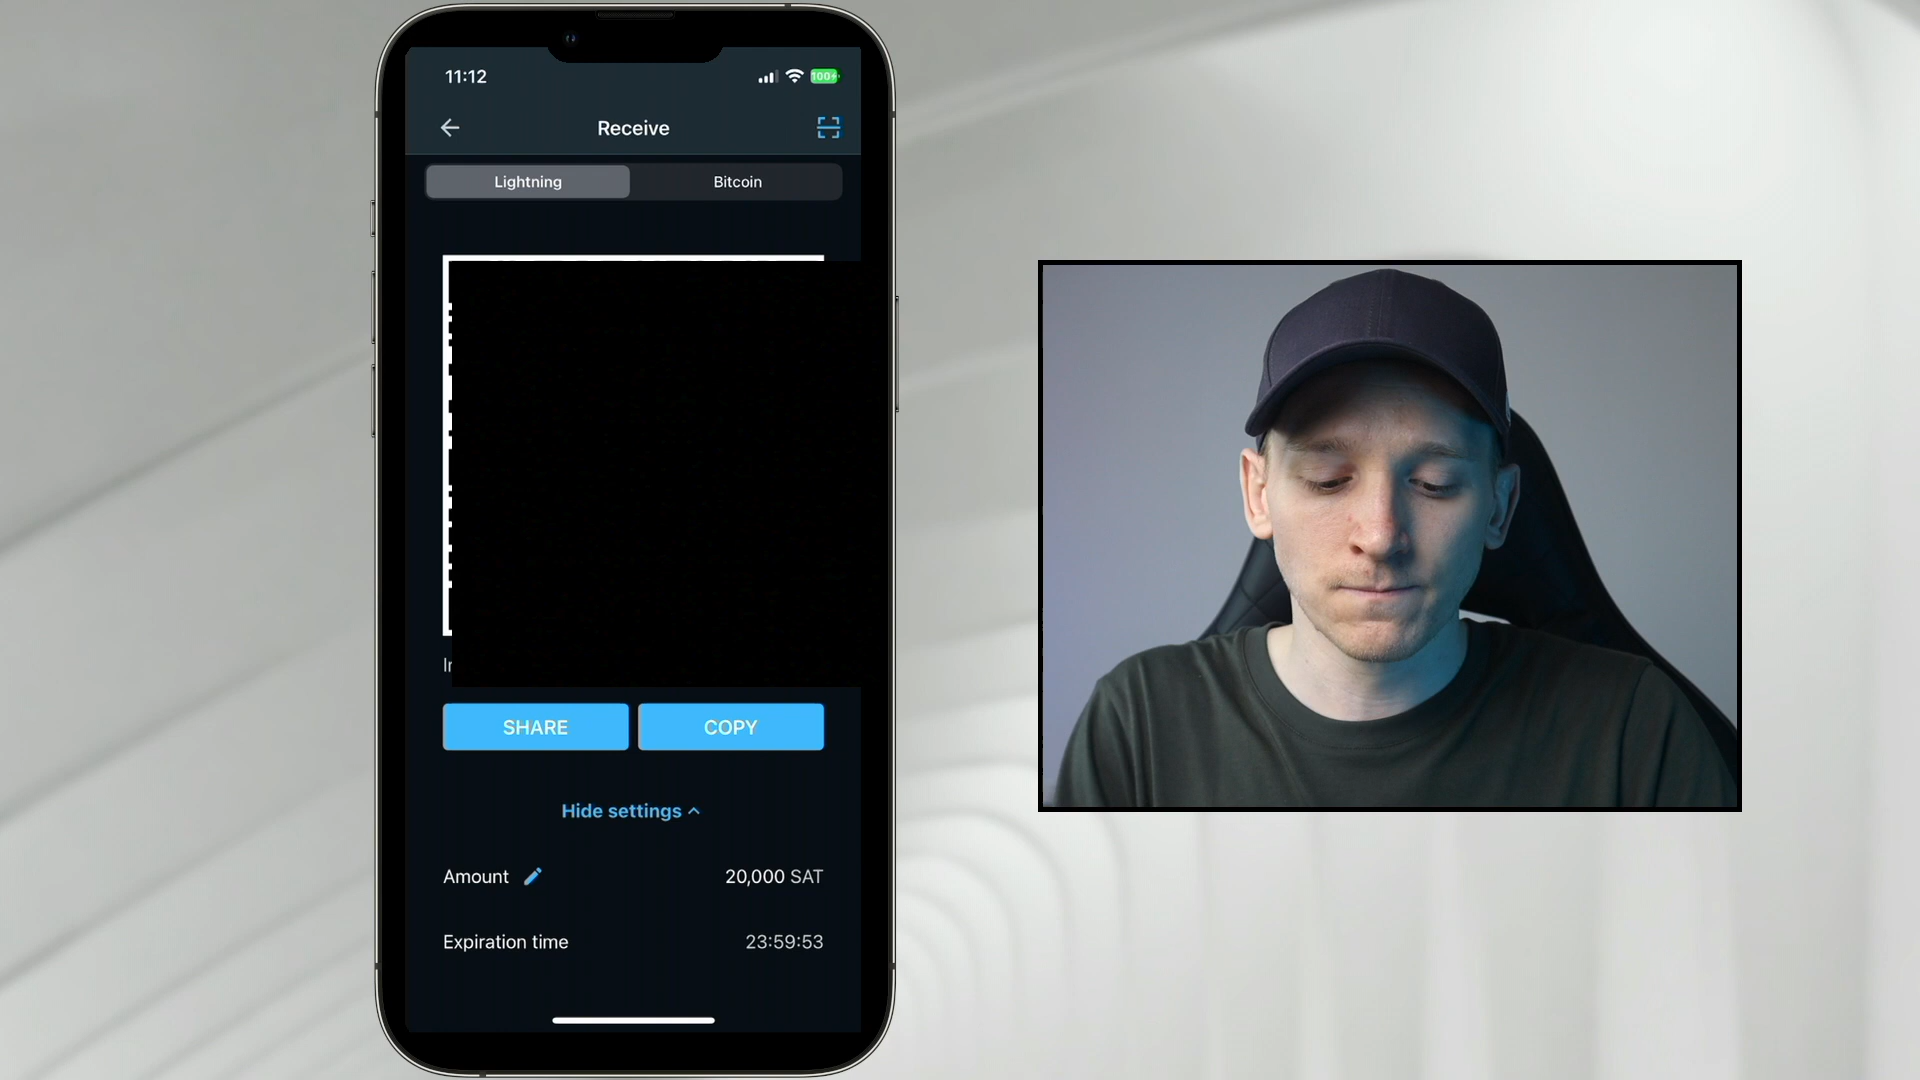 11:12
100
Receive
Lightning Bitcoin
SHARE COPY
Hide settings
Amount 20,000 SAT
Expiration time 23:59:53